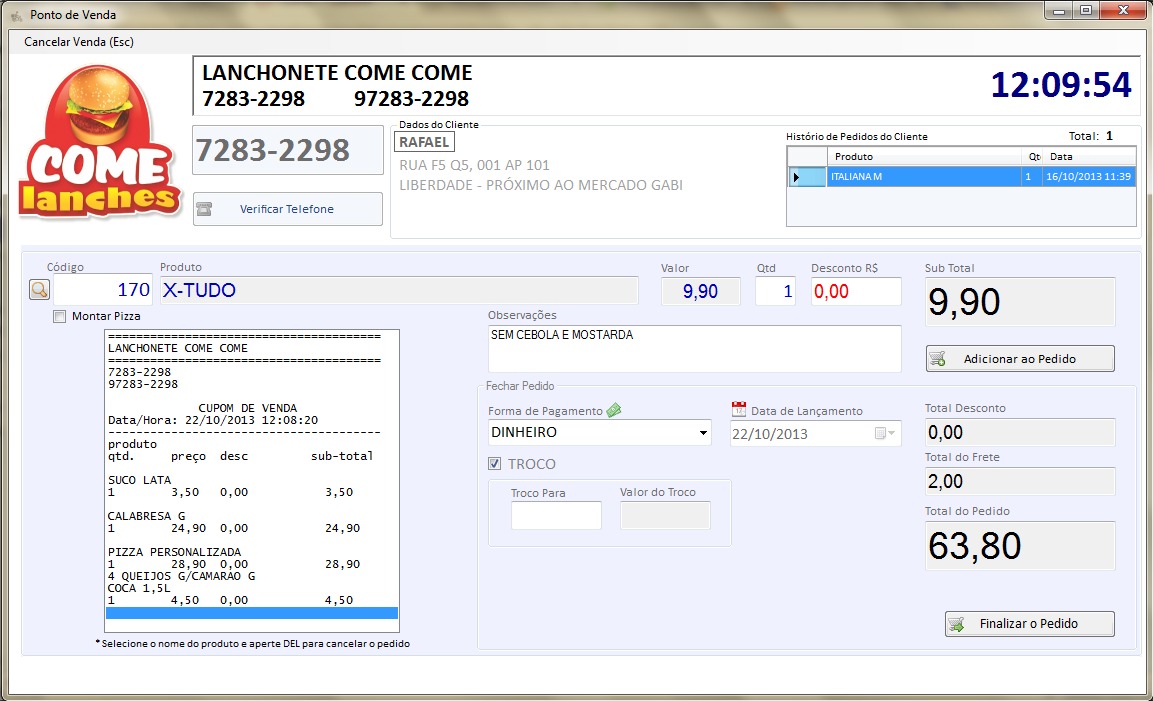 Ponto de Venda
Cancelar Venda (Esc)
COME
lanches
LANCHONETE COME COME
7283-2298 97283-2298
12:09:54
7283-2298
Verificar Telefone
Dados do Cliente
RAFAEL
RUA F5 Q5, 001 AP 101
LIBERDADE - PRÓXIMO AO MERCADO GABI
Histório de Pedidos do Cliente Total: 1
Produto Qt Data
ITALIANA M 1 16/10/2013 11:39
Código Produto Valor Qtd Desconto R$ Sub Total
170 X-TUDO 9,90 1 0,00 9,90
Montar Pizza
Observações
SEM CEBOLA E MOSTARDA
Adicionar ao Pedido
=======================================
LANCHONETE COME COME
=======================================
7283-2298
97283-2298
CUPOM DE VENDA
Data/Hora: 22/10/2013 12:08:20
---------------------------------------
produto
qtd. preço desc sub-total
SUCO LATA
1 3,50 0,00 3,50
CALABRESA G
1 24,90 0,00 24,90
PIZZA PERSONALIZADA
1 28,90 0,00 28,90
4 QUEIJOS G/CAMARAO G
COCA 1,5L
1 4,50 0,00 4,50
* Selecione o nome do produto e aperte DEL para cancelar o pedido
Fechar Pedido
Forma de Pagamento
DINHEIRO
Data de Lançamento
22/10/2013
TROCO
Troco Para Valor do Troco
Total Desconto
0,00
Total do Frete
2,00
Total do Pedido
63,80
Finalizar o Pedido